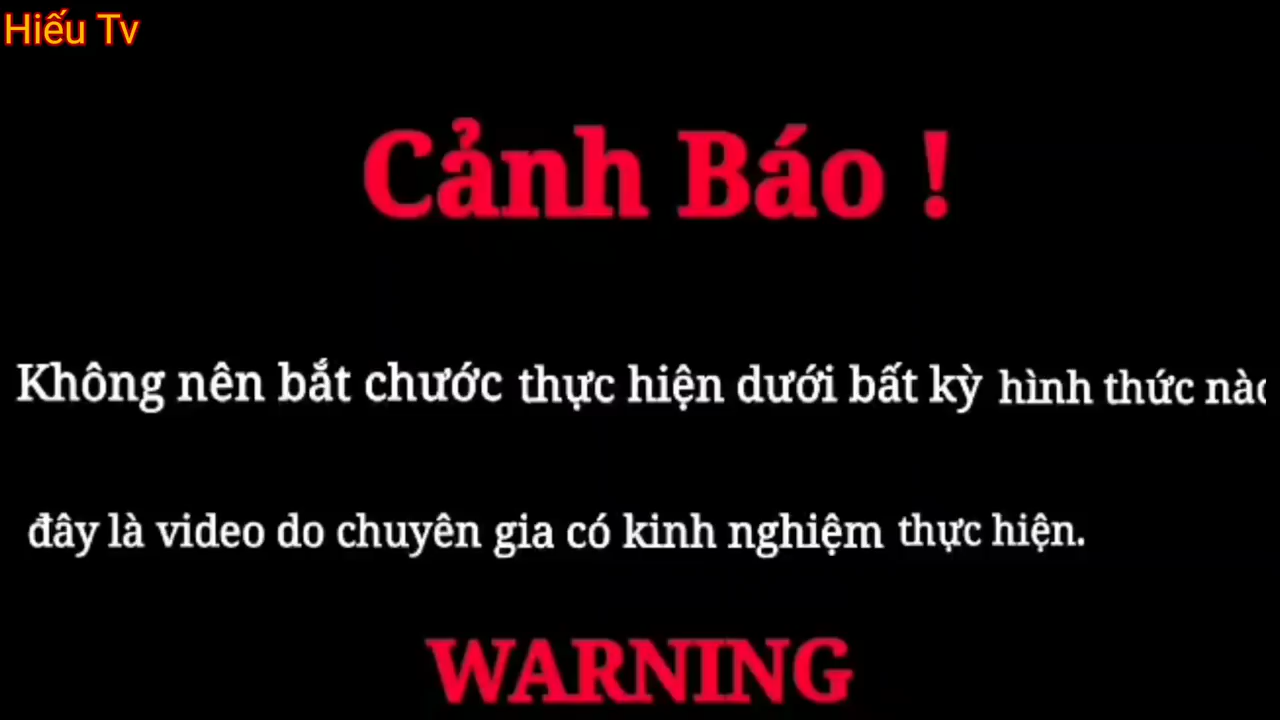 Hiếu Tv
Cảnh Báo !
Không nên bắt chước thực hiện dưới bất kỳ hình thức nào
đây là video do chuyên gia có kinh nghiệm thực hiện.
WARNING